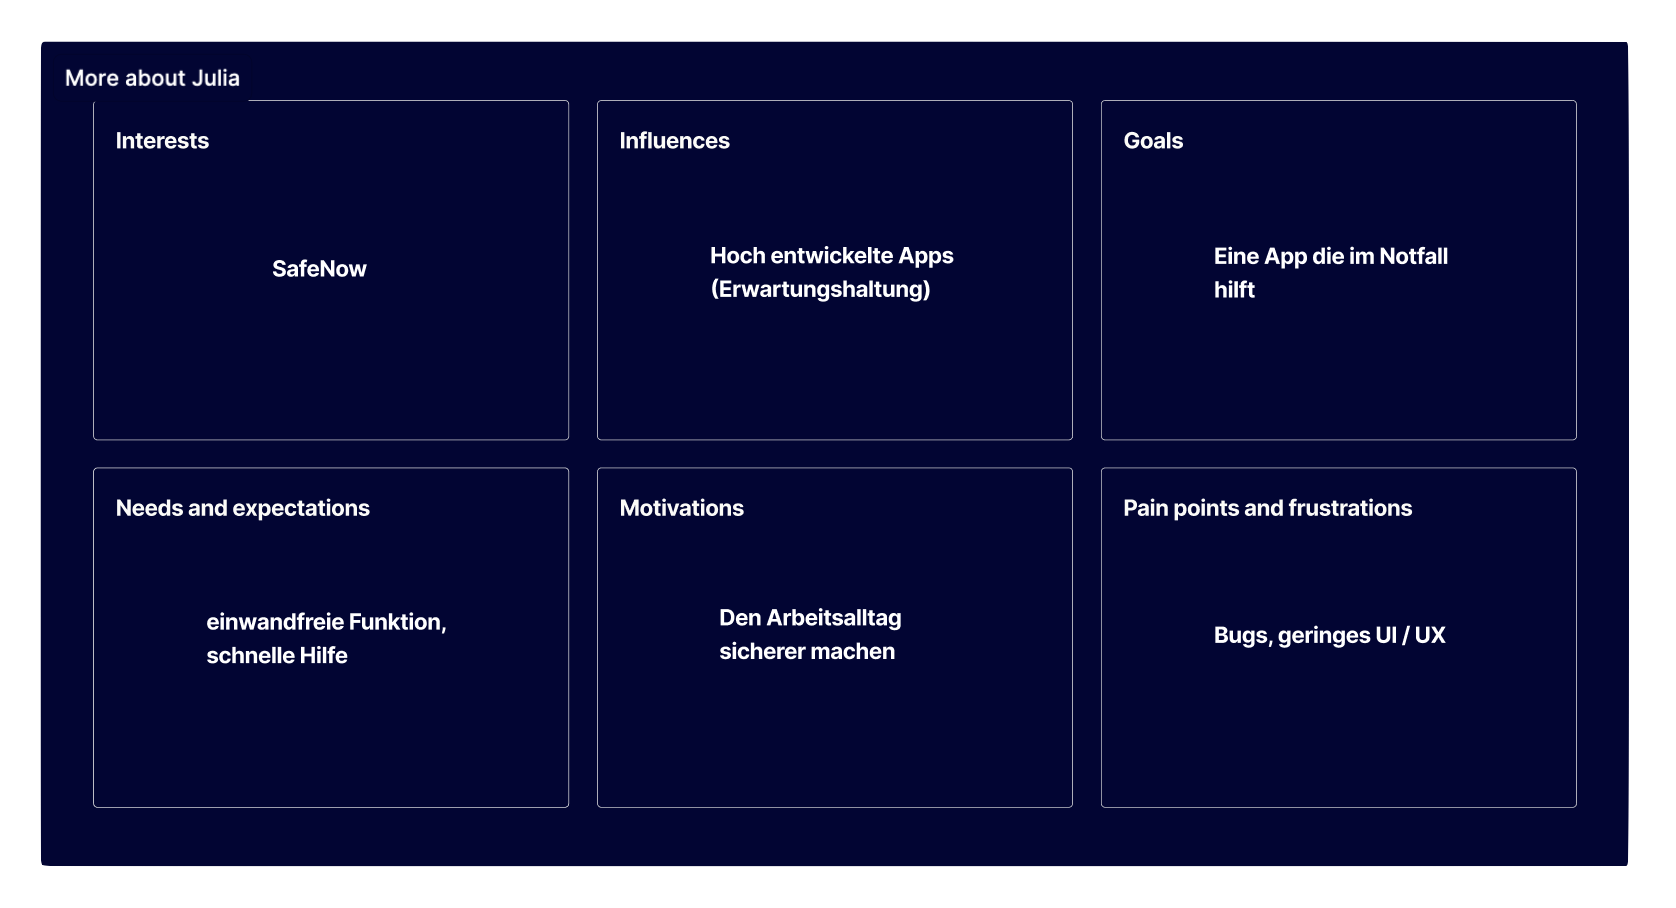 More about Julia
Interests
SafeNow
Influences
Hoch entwickelte Apps
(Erwartungshaltung)
Goals
Eine App die im Notfall
hilft
Needs and expectations
einwandfreie Funktion,
schnelle Hilfe
Motivations
Den Arbeitsalltag
sicherer machen
Pain points and frustrations
Bugs, geringes UI / UX